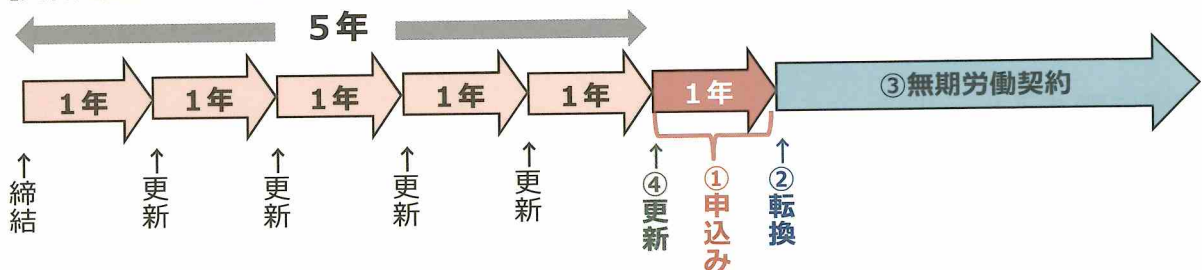 5年
1年
1年
1年
1年
1年
1年
③無期労働契約
↑締結
↑更新
↑更新
↑更新
↑更新
↑④更新
①申込み
↑②転換